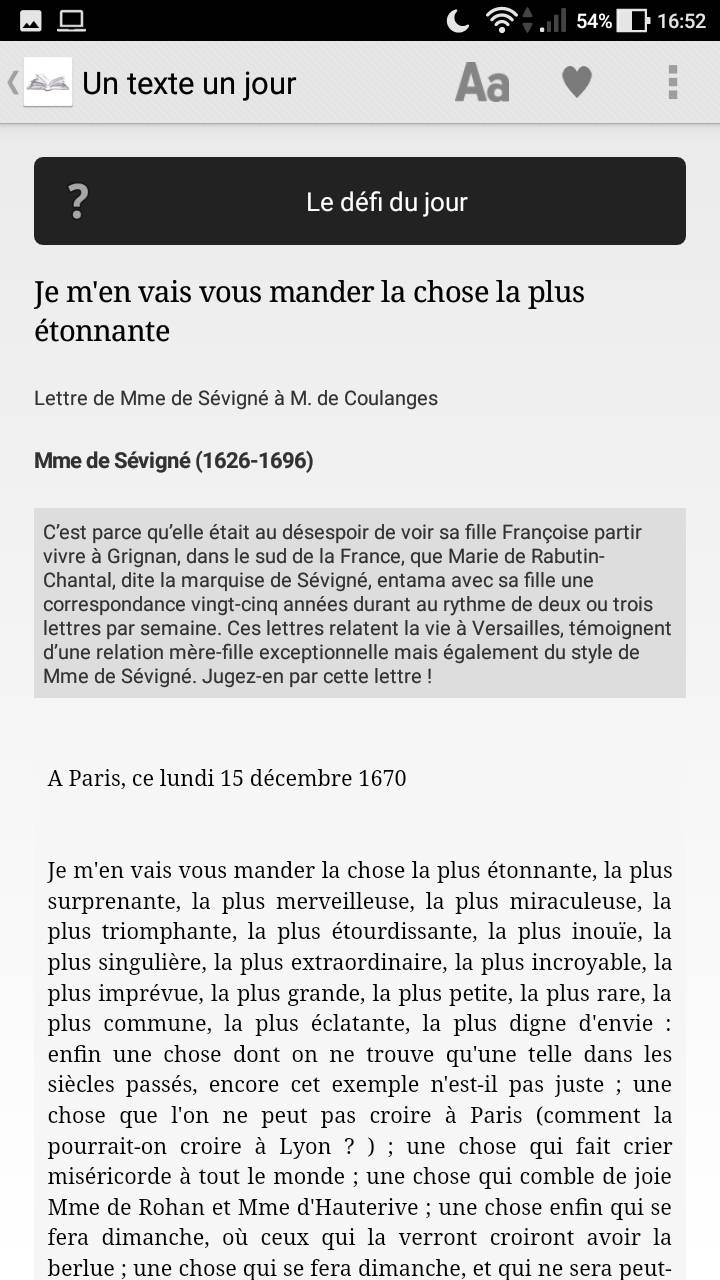 54% 16:52
Un texte un jour Aa
? Le défi du jour
Je m'en vais vous mander la chose la plus
étonnante
Lettre de Mme de Sévigné à M. de Coulanges
Mme de Sévigné (1626-1696)
C’est parce qu’elle était au désespoir de voir sa fille Françoise partir
vivre à Grignan, dans le sud de la France, que Marie de Rabutin-
Chantal, dite la marquise de Sévigné, entama avec sa fille une
correspondance vingt-cinq années durant au rythme de deux ou trois
lettres par semaine. Ces lettres relatent la vie à Versailles, témoignent
d’une relation mère-fille exceptionnelle mais également du style de
Mme de Sévigné. Jugez-en par cette lettre !
A Paris, ce lundi 15 décembre 1670
Je m'en vais vous mander la chose la plus étonnante, la plus
surprenante, la plus merveilleuse, la plus miraculeuse, la
plus triomphante, la plus étourdissante, la plus inouïe, la
plus singulière, la plus extraordinaire, la plus incroyable, la
plus imprévue, la plus grande, la plus petite, la plus rare, la
plus commune, la plus éclatante, la plus digne d'envie :
enfin une chose dont on ne trouve qu'une telle dans les
siècles passés, encore cet exemple n'est-il pas juste ; une
chose que l'on ne peut pas croire à Paris (comment la
pourrait-on croire à Lyon ? ) ; une chose qui fait crier
miséricorde à tout le monde ; une chose qui comble de joie
Mme de Rohan et Mme d'Hauterive ; une chose enfin qui se
fera dimanche, où ceux qui la verront croiront avoir la
berlue ; une chose qui se fera dimanche, et qui ne sera peut-